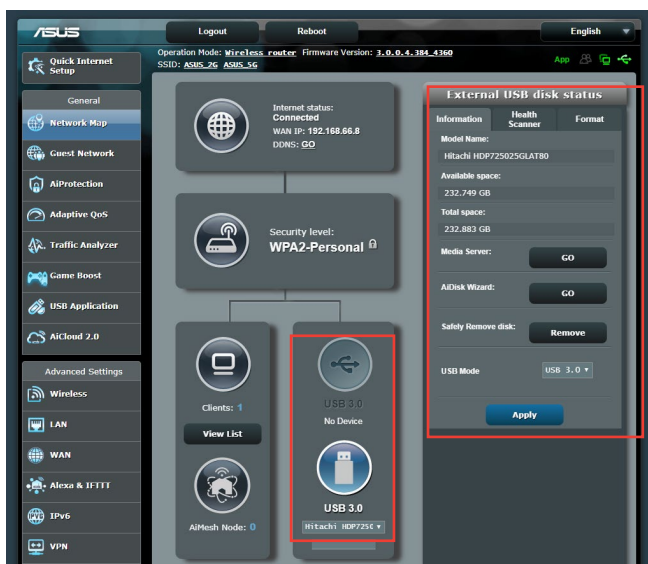 ASUS
Logout
Reboot
English
Operation Mode: Wireless router Firmware Version: 3.0.0.4.384_4360
SSID: ASUS_2G ASUS_5G
App
Quick Internet
Setup
General
Network Map
Guest Network
AiProtection
Adaptive QoS
Traffic Analyzer
Game Boost
USB Application
AiCloud 2.0
Advanced Settings
Wireless
LAN
WAN
Alexa & IFTTT
IPv6
VPN
Internet status:
Connected
WAN IP: 192.168.66.8
DDNS: GO
Security level:
WPA2-Personal
Clients: 1
View List
AiMesh Node: 0
USB 3.0
No Device
USB 3.0
Hitachi HDP725C
External USB disk status
Information
Health
Scanner
Format
Model Name:
Hitachi HDP725025GLAT80
Available space:
232.749 GB
Total space:
232.883 GB
Media Server:
GO
AiDisk Wizard:
GO
Safely Remove disk:
Remove
USB Mode
USB 3.0
Apply